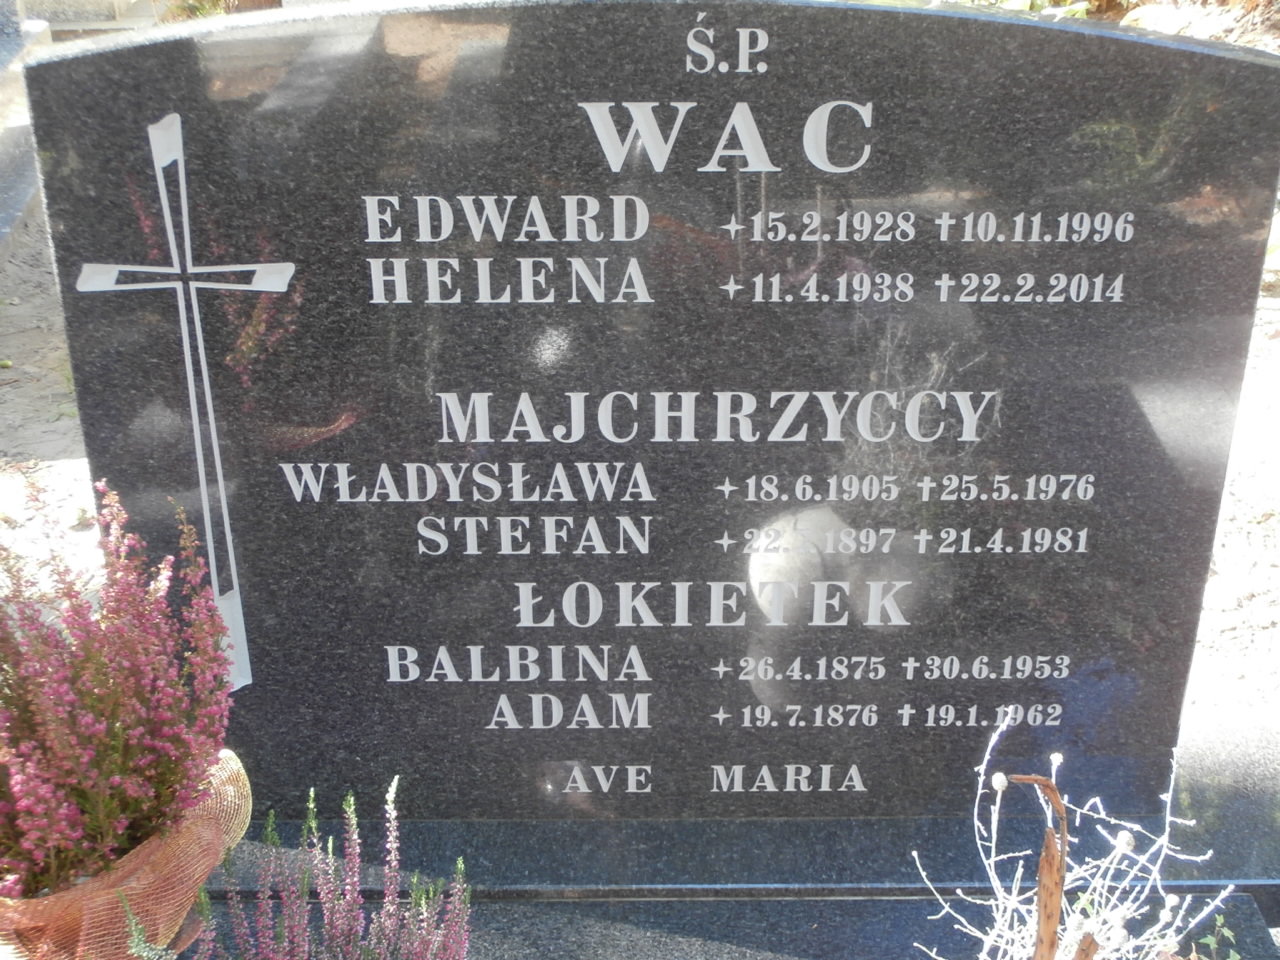 Ś.P.
WAC
EDWARD +15.2.1928 †10.11.1996
HELENA +11.4.1938 †22.2.2014
MAJCHRZYCCY
WŁADYSŁAWA +18.6.1905 †25.5.1976
STEFAN 1897 †21.4.1981
ŁOKIETEK
BALBINA +26.4.1875 †30.6.1953
ADAM +19.7.1876 †19.1.1962
AVE MARIA